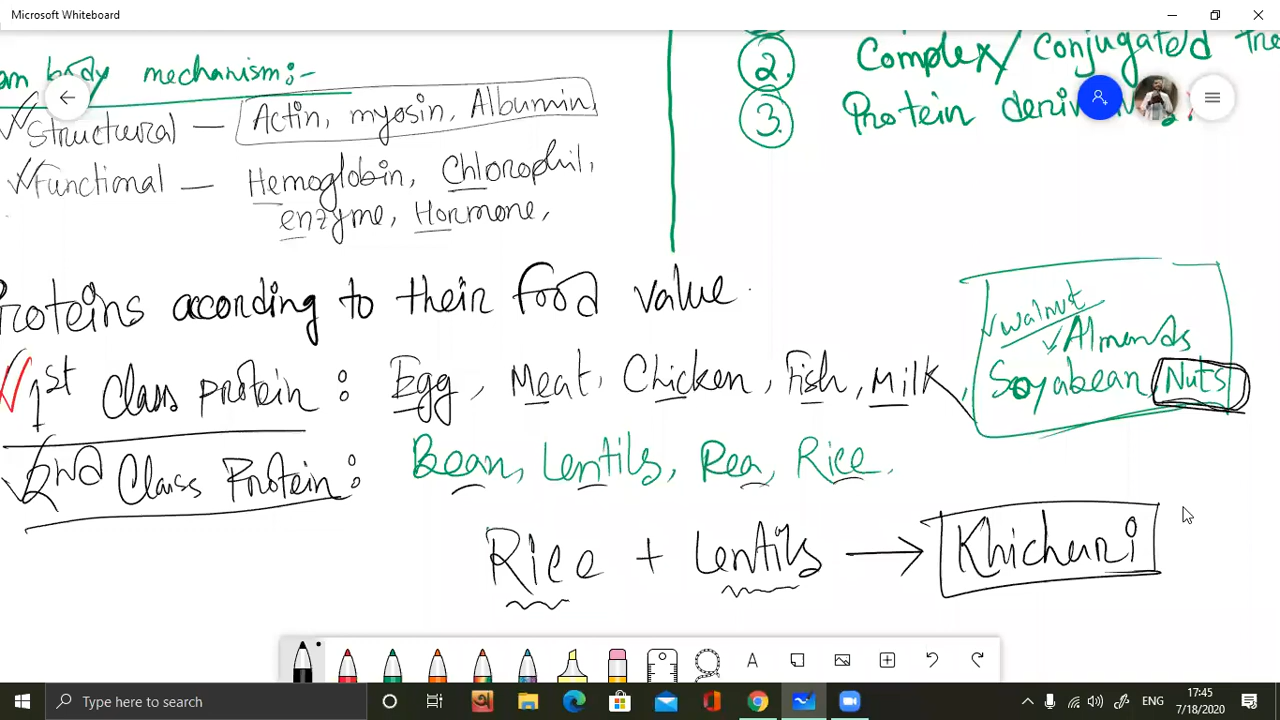 Microsoft Whiteboard
body mechanism:-
Structural — Actin, myosin, Albumin,
Functional — Hemoglobin, Chlorophil,
enzyme, Hormone,
2. Complex/Conjugated
3. Protein
Proteins according to their food value.
1st Class protein : Egg, Meat, Chicken, Fish, Milk,
walnut
Almonds
Soyabean, Nuts
2nd Class Protein: Bean, Lentils, Pea, Rice.
Rice + Lentils → Khichuri
Type here to search
ENG
17:45
7/18/2020